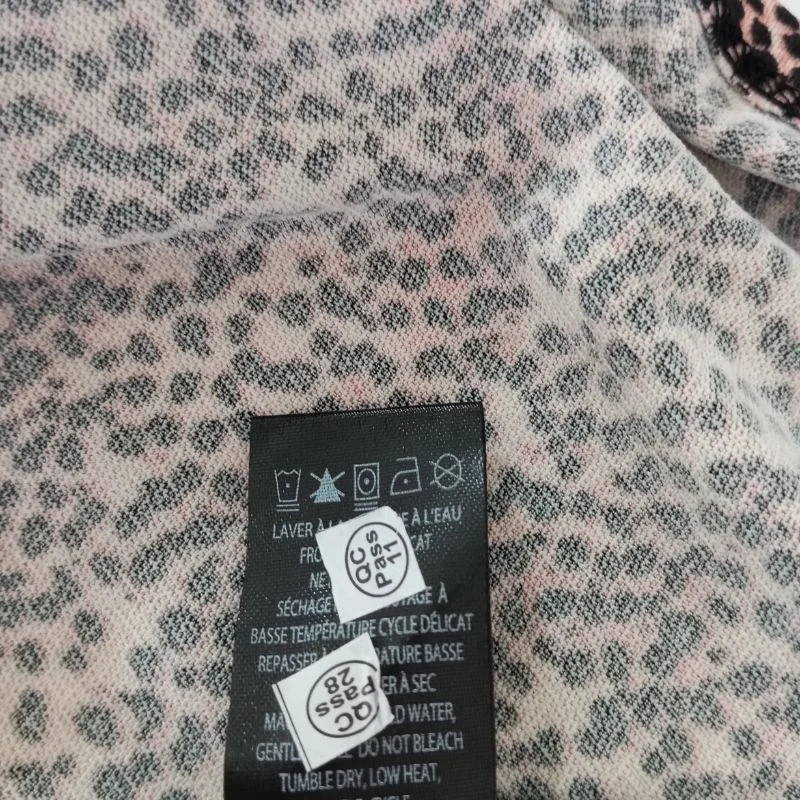 LAVER À LA E À L'EAU
QC Pass 11
FRO CAT
NE
SÉCHAGE À
BASSE TEMPÉRATURE CYCLE DÉLICAT
REPASSER À ATURE BASSE
QC Pass 28
ER À SEC
MA D WATER,
GENTL DO NOT BLEACH
TUMBLE DRY, LOW HEAT,